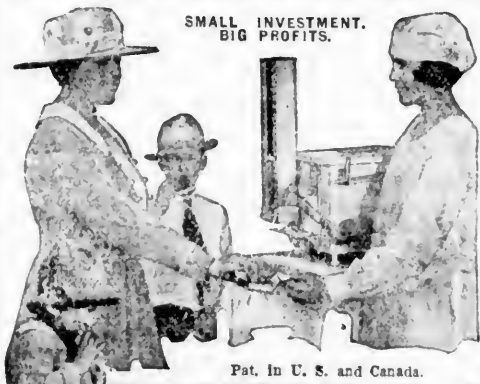 SMALL INVESTMENT.
BIG PROFITS.
Pat. in U. S. and Canada.